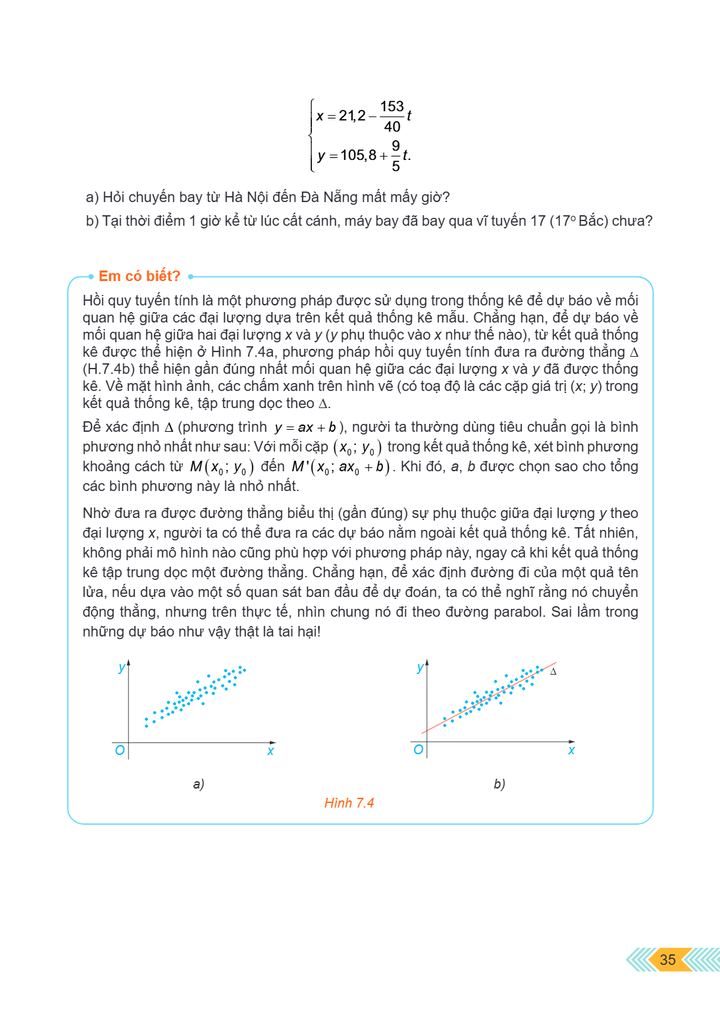 x = 21,2 − 153/40 t
y = 105,8 + 9/5 t.
a) Hỏi chuyến bay từ Hà Nội đến Đà Nẵng mất mấy giờ?
b) Tại thời điểm 1 giờ kể từ lúc cất cánh, máy bay đã bay qua vĩ tuyến 17 (17º Bắc) chưa?
Em có biết?
Hồi quy tuyến tính là một phương pháp được sử dụng trong thống kê để dự báo về mối
quan hệ giữa các đại lượng dựa trên kết quả thống kê mẫu. Chẳng hạn, để dự báo về
mối quan hệ giữa hai đại lượng x và y (y phụ thuộc vào x như thế nào), từ kết quả thống
kê được thể hiện ở Hình 7.4a, phương pháp hồi quy tuyến tính đưa ra đường thẳng Δ
(H.7.4b) thể hiện gần đúng nhất mối quan hệ giữa các đại lượng x và y đã được thống
kê. Về mặt hình ảnh, các chấm xanh trên hình vẽ (có toạ độ là các cặp giá trị (x; y) trong
kết quả thống kê, tập trung dọc theo Δ.
Để xác định Δ (phương trình y = ax + b), người ta thường dùng tiêu chuẩn gọi là bình
phương nhỏ nhất như sau: Với mỗi cặp (x₀; y₀) trong kết quả thống kê, xét bình phương
khoảng cách từ M(x₀; y₀) đến M'(x₀; ax₀ + b). Khi đó, a, b được chọn sao cho tổng
các bình phương này là nhỏ nhất.
Nhờ đưa ra được đường thẳng biểu thị (gần đúng) sự phụ thuộc giữa đại lượng y theo
đại lượng x, người ta có thể đưa ra các dự báo nằm ngoài kết quả thống kê. Tất nhiên,
không phải mô hình nào cũng phù hợp với phương pháp này, ngay cả khi kết quả thống
kê tập trung dọc một đường thẳng. Chẳng hạn, để xác định đường đi của một quả tên
lửa, nếu dựa vào một số quan sát ban đầu để dự đoán, ta có thể nghĩ rằng nó chuyển
động thẳng, nhưng trên thực tế, nhìn chung nó đi theo đường parabol. Sai lầm trong
những dự báo như vậy thật là tai hại!
y
O
x
a)
y
Δ
O
x
b)
Hình 7.4
35